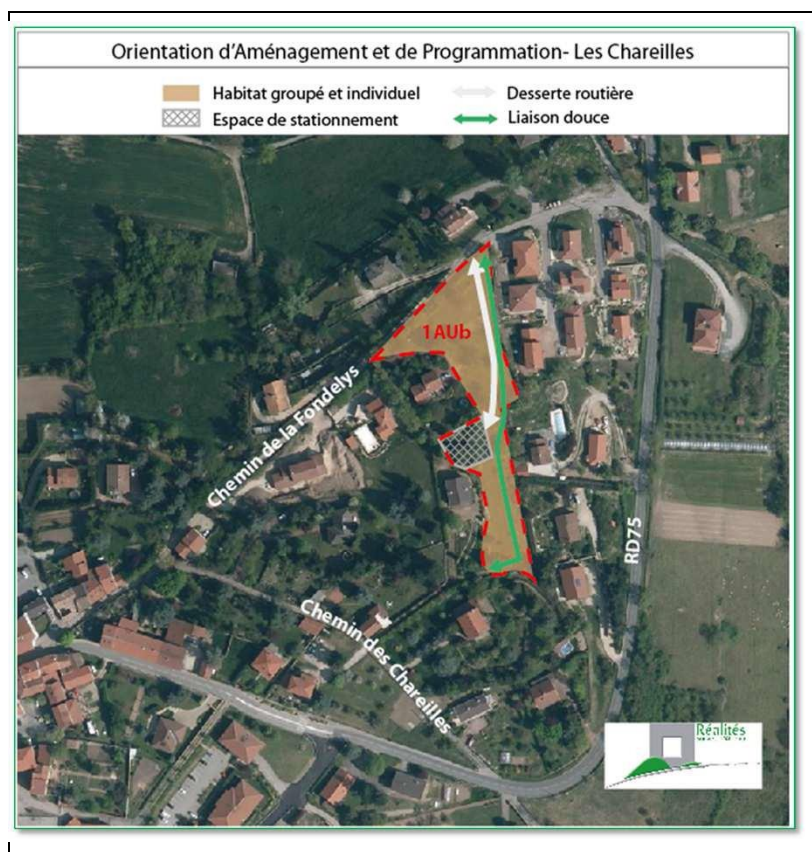 Orientation d'Aménagement et de Programmation- Les Chareilles
Habitat groupé et individuel
Desserte routière
Espace de stationnement
Liaison douce
1AUb
Chemin de la Fondelys
RD75
Chemin des Chareilles
Réalités